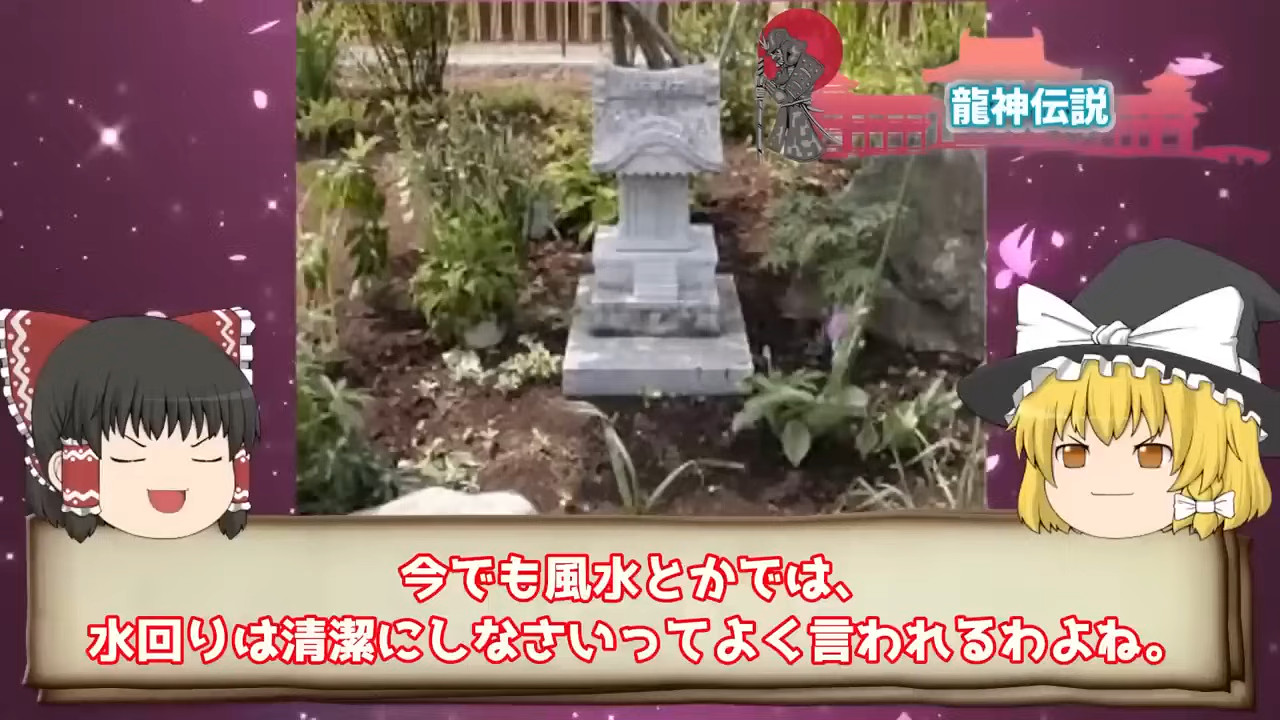 龍神伝説
今でも風水とかでは、
水回りは清潔にしなさいってよく言われるわよね。